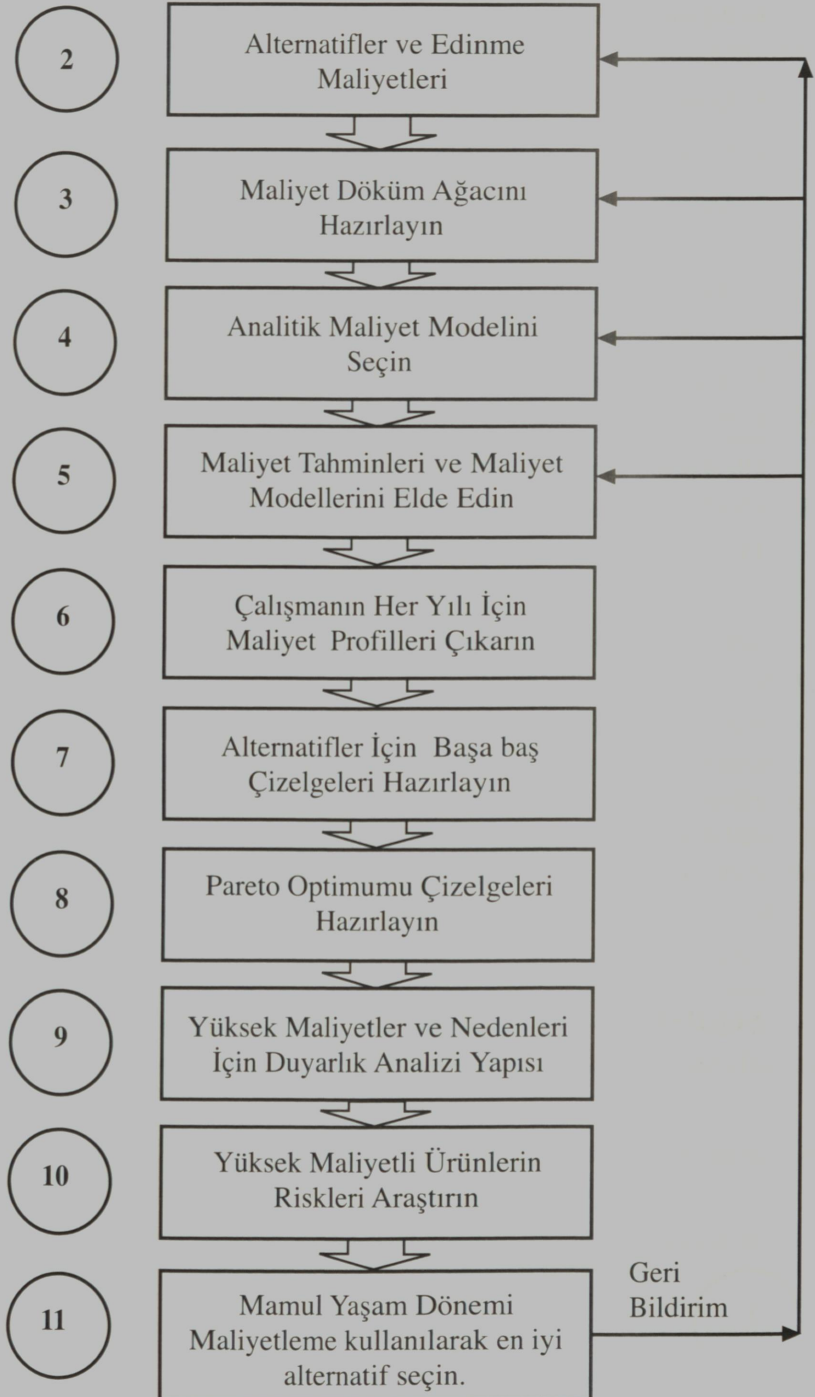 2
Alternatifler ve Edinme
Maliyetleri
3
Maliyet Döküm Ağacını
Hazırlayın
4
Analitik Maliyet Modelini
Seçin
5
Maliyet Tahminleri ve Maliyet
Modellerini Elde Edin
6
Çalışmanın Her Yılı İçin
Maliyet Profilleri Çıkarın
7
Alternatifler İçin Başa baş
Çizelgeleri Hazırlayın
8
Pareto Optimumu Çizelgeleri
Hazırlayın
9
Yüksek Maliyetler ve Nedenleri
İçin Duyarlık Analizi Yapısı
10
Yüksek Maliyetli Ürünlerin
Riskleri Araştırın
11
Mamul Yaşam Dönemi
Maliyetleme kullanılarak en iyi
alternatif seçin.
Geri
Bildirim